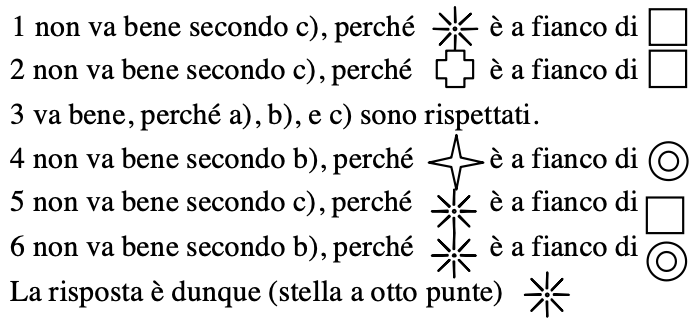 1 non va bene secondo c), perché è a fianco di
2 non va bene secondo c), perché è a fianco di
3 va bene, perché a), b), e c) sono rispettati.
4 non va bene secondo b), perché è a fianco di
5 non va bene secondo c), perché è a fianco di
6 non va bene secondo b), perché è a fianco di
La risposta è dunque (stella a otto punte)